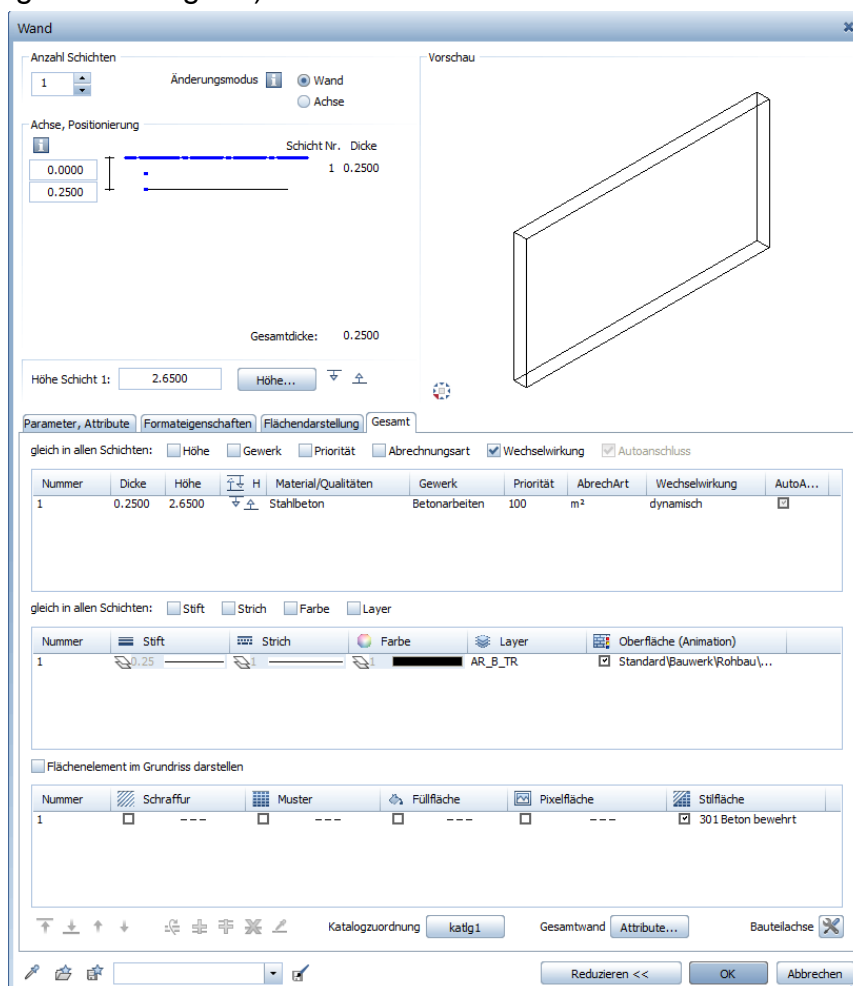 Wand
Anzahl Schichten
1
Änderungsmodus
Wand
Achse
Vorschau
Achse, Positionierung
Schicht Nr. Dicke
0.0000
1 0.2500
0.2500
Gesamtdicke: 0.2500
Höhe Schicht 1: 2.6500 Höhe...
Parameter, Attribute Formateigenschaften Flächendarstellung Gesamt
gleich in allen Schichten: Höhe Gewerk Priorität Abrechnungsart Wechselwirkung Autoanschluss
Nummer Dicke Höhe H Material/Qualitäten Gewerk Priorität AbrechArt Wechselwirkung AutoA...
1 0.2500 2.6500 Stahlbeton Betonarbeiten 100 m² dynamisch
gleich in allen Schichten: Stift Strich Farbe Layer
Nummer Stift Strich Farbe Layer Oberfläche (Animation)
1 0.25 1 1 AR_B_TR Standard\Bauwerk\Rohbau\...
Flächenelement im Grundriss darstellen
Nummer Schraffur Muster Füllfläche Pixelfläche Stilfläche
1 --- --- --- --- 301 Beton bewehrt
Katalogzuordnung katlg1 Gesamtwand Attribute... Bauteilachse
Reduzieren << OK Abbrechen